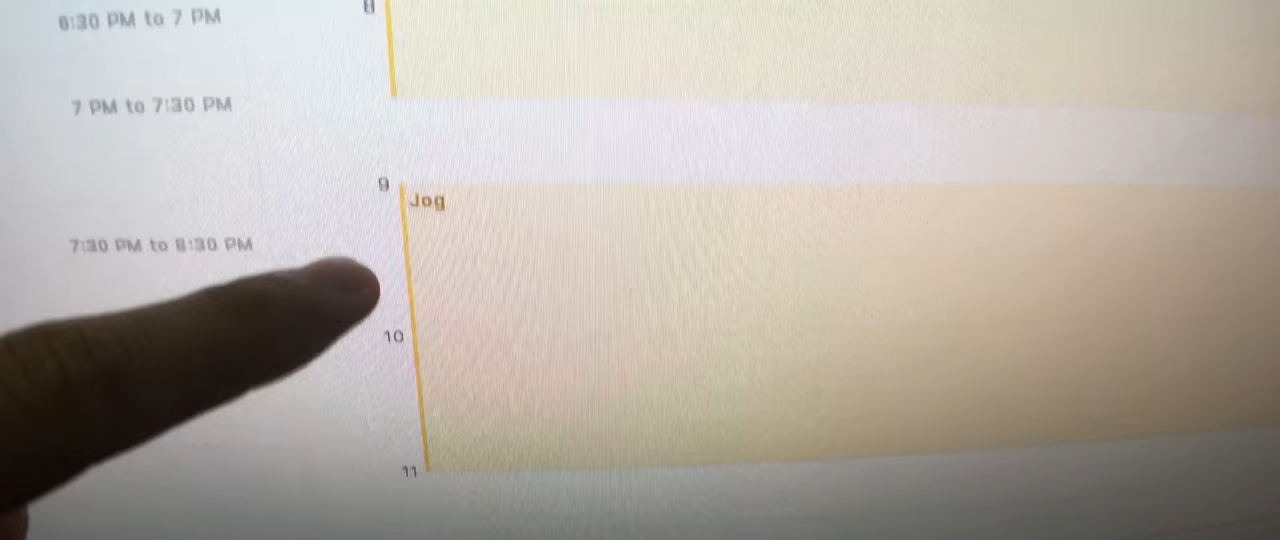 6:30 PM to 7 PM
8
7 PM to 7:30 PM
9
Jog
7:30 PM to 8:30 PM
10
11